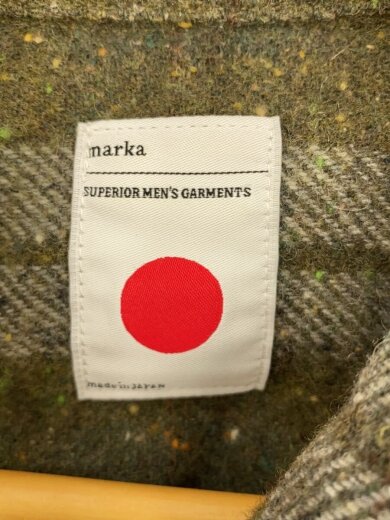 marka
SUPERIOR MEN'S GARMENTS
made in JAPAN